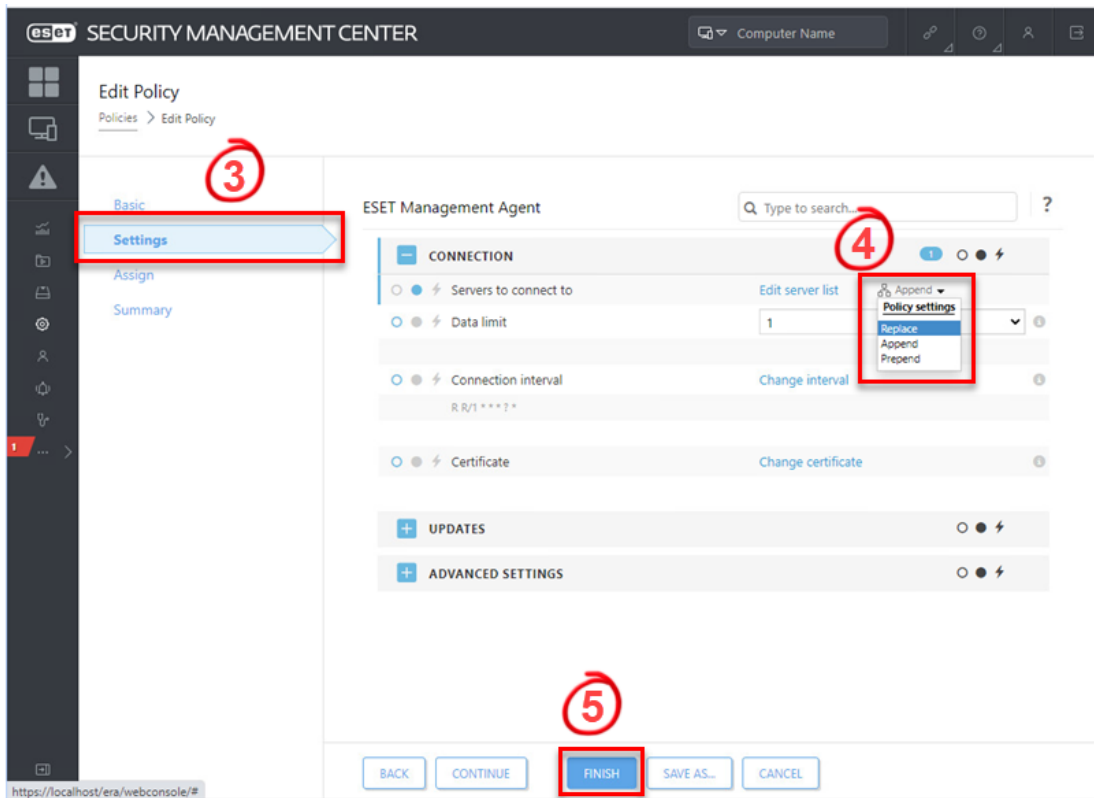 eset SECURITY MANAGEMENT CENTER
Computer Name
Edit Policy
Policies > Edit Policy
3
Basic
Settings
Assign
Summary
1
...
ESET Management Agent
Type to search...
?
4
CONNECTION
1
Servers to connect to
Edit server list
Append
Policy settings
Replace
Append
Prepend
Data limit
1
Connection interval
Change interval
R R/1 * * * ? *
Certificate
Change certificate
UPDATES
ADVANCED SETTINGS
5
BACK
CONTINUE
FINISH
SAVE AS...
CANCEL
https://localhost/era/webconsole/#